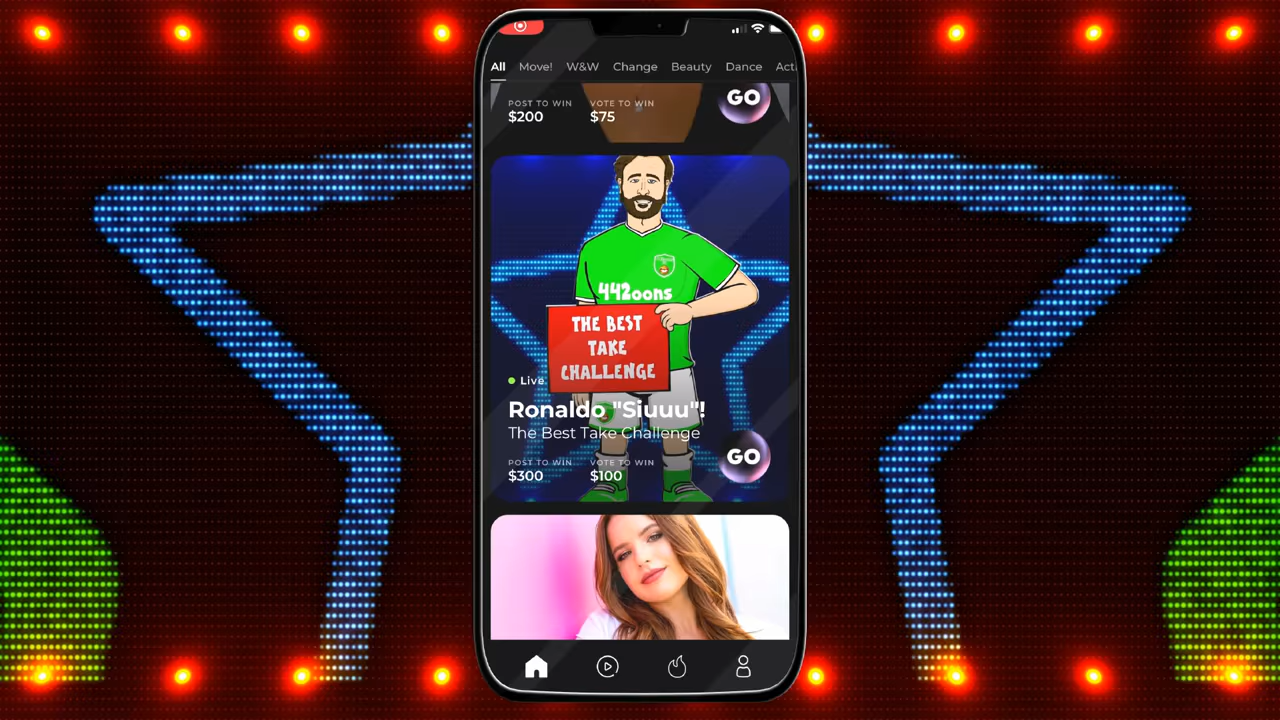 All Move! W&W Change Beauty Dance Act
POST TO WIN VOTE TO WIN
$200 $75
GO
442oons
THE BEST
TAKE
CHALLENGE
Live
Ronaldo "Siuuu"!
The Best Take Challenge
POST TO WIN VOTE TO WIN
$300 $100
GO